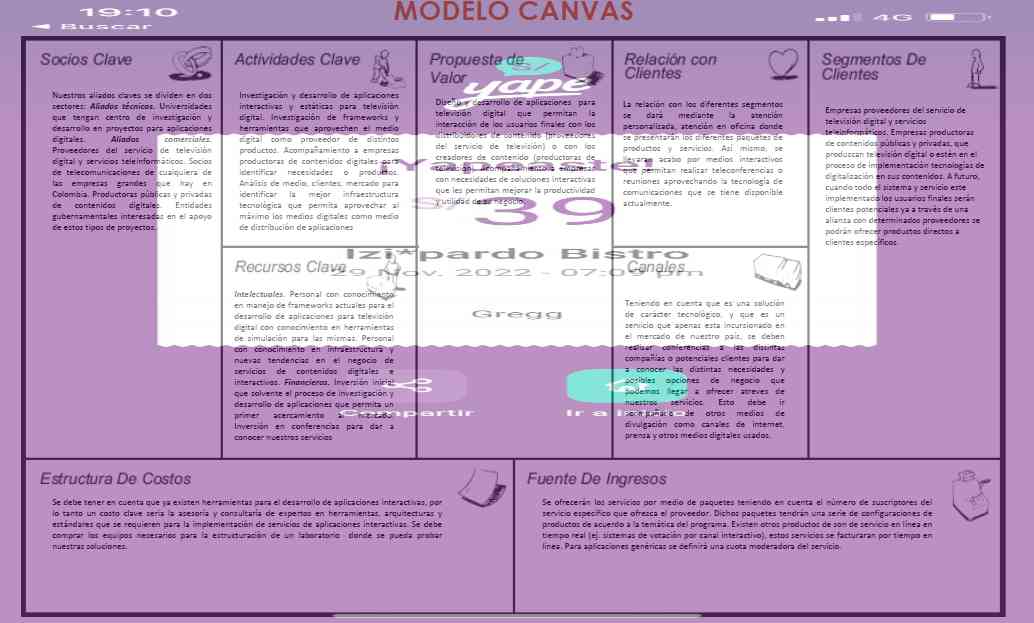 19:10
MODELO CANVAS
4G
◄ Buscar
Socios Clave
Nuestros aliados claves se dividen en dos
sectores: Aliados técnicos. Universidades
que tengan centro de investigación y
desarrollo en proyectos para aplicaciones
digitales. Aliados comerciales.
Proveedores del servicio de televisión
digital y servicios teleinformáticos. Socios
de telecomunicaciones de cualquiera de
las empresas grandes que hay en
Colombia. Productoras públicas y privadas
de contenidos digitales. Entidades
gubernamentales interesadas en el apoyo
de estos tipos de proyectos.
Actividades Clave
Investigación y desarrollo de aplicaciones
interactivas y estáticas para televisión
digital. Investigación de frameworks y
herramientas que aprovechen el medio
digital como proveedor de distintos
productos. Acompañamiento a empresas
productoras de contenidos digitales para
identificar necesidades o productos.
Análisis de medio, clientes, mercado para
identificar la mejor infraestructura
tecnológica que permita aprovechar al
máximo los medios digitales como medio
de distribución de aplicaciones
Recursos Clave
Intelectuales. Personal con conocimiento
en manejo de frameworks actuales para el
desarrollo de aplicaciones para televisión
digital con conocimiento en herramientas
de simulación para las mismas. Personal
con conocimiento en infraestructura y
nuevas tendencias en el negocio de
servicios de contenidos digitales e
interactivos. Financieros. Inversión inicial
que solvente el proceso de investigación y
desarrollo de aplicaciones que permita un
primer acercamiento al mercado
Inversión en conferencias para dar a
conocer nuestros servicios
Propuesta de
Valor
S/
yape
Diseño y desarrollo de aplicaciones para
televisión digital que permitan la
interacción de los usuarios finales con los
distribuidores de contenido (proveedores
del servicio de televisión) o con los
creadores de contenido (productoras de
televisión). Acompañamiento a empresas
con necesidades de soluciones interactivas
que les permitan mejorar la productividad
y utilidad de su negocio.
¡Yapeaste!
S/ 39
Izi*pardo Bistro
29 Nov. 2022 - 07:09 pm
Gregg
Compartir
Ir a inicio
Relación con
Clientes
La relación con los diferentes segmentos
se dará mediante la atención
personalizada, atención en oficina donde
se presentarán los diferentes paquetes de
productos y servicios. Así mismo, se
llevaran acabo por medios interactivos
que permitan realizar teleconferencias o
reuniones aprovechando la tecnología de
comunicaciones que se tiene disponible
actualmente.
Canales
Teniendo en cuenta que es una solución
de carácter tecnológico, y que es un
servicio que apenas esta incursionado en
el mercado de nuestro país, se deben
realizar conferencias a las distintas
compañías o potenciales clientes para dar
a conocer las distintas necesidades y
posibles opciones de negocio que
podemos llegar a ofrecer atreves de
nuestros servicios. Esto debe ir
acompañado de otros medios de
divulgación como canales de internet,
prensa y otros medios digitales usados.
Segmentos De
Clientes
Empresas proveedores del servicio de
televisión digital y servicios
teleinformáticos. Empresas productoras
de contenidos públicas y privadas, que
produzcan televisión digital o estén en el
proceso de implementación tecnologías de
digitalización en sus contenidos. A futuro,
cuando todo el sistema y servicio este
implementado los usuarios finales serán
clientes potenciales ya a través de una
alianza con determinados proveedores se
podrán ofrecer productos directos a
clientes específicos.
Estructura De Costos
Se debe tener en cuenta que ya existen herramientas para el desarrollo de aplicaciones interactivas, por
lo tanto un costo clave seria la asesoría y consultaría de expertos en herramientas, arquitecturas y
estándares que se requieren para la implementación de servicios de aplicaciones interactivas. Se debe
comprar los equipos necesarios para la estructuración de un laboratorio donde se pueda probar
nuestras soluciones.
Fuente De Ingresos
Se ofrecerán los servicios por medio de paquetes teniendo en cuenta el número de suscriptores del
servicio especifico que ofrezca el proveedor. Dichos paquetes tendrán una serie de configuraciones de
productos de acuerdo a la temática del programa. Existen otros productos de son de servicio en línea en
tiempo real (ej. sistemas de votación por canal interactivo), estos servicios se facturaran por tiempo en
línea. Para aplicaciones genéricas se definirá una cuota moderadora del servicio.